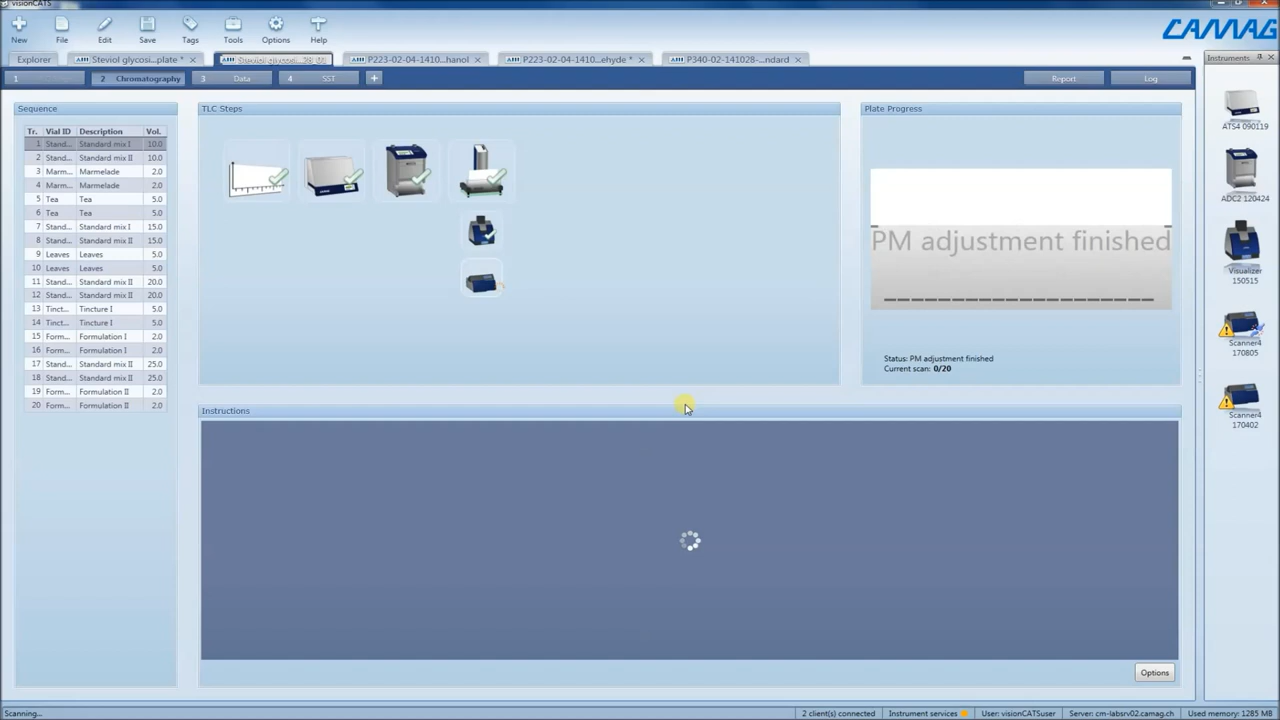 visionCATS
New File Edit Save Tags Tools Options Help
CAMAG
Explorer Steviol glycosi...plate * Steviol glycosi...28_01 P223-02-04-1410...hanol P223-02-04-1410...ehyde * P340-02-141028-...ndard
Instruments
1 2 Chromatography 3 Data 4 SST + Report Log
Sequence
Tr. Vial ID Description Vol.
1 Stand... Standard mix I 10.0
2 Stand... Standard mix II 10.0
3 Marm... Marmelade 2.0
4 Marm... Marmelade 2.0
5 Tea Tea 5.0
6 Tea Tea 5.0
7 Stand... Standard mix I 15.0
8 Stand... Standard mix II 15.0
9 Leaves Leaves 5.0
10 Leaves Leaves 5.0
11 Stand... Standard mix II 20.0
12 Stand... Standard mix II 20.0
13 Tinct... Tincture I 5.0
14 Tinct... Tincture I 5.0
15 Form... Formulation I 2.0
16 Form... Formulation I 2.0
17 Stand... Standard mix II 25.0
18 Stand... Standard mix II 25.0
19 Form... Formulation II 2.0
20 Form... Formulation II 2.0
TLC Steps
Plate Progress
PM adjustment finished
Status: PM adjustment finished
Current scan: 0/20
Instructions
Options
ATS4 090119
ADC2 120424
Visualizer
150515
Scanner4
170805
Scanner4
170402
Scanning... 2 client(s) connected Instrument services User: visionCATSuser Server: cm-labsrv02.camag.ch Used memory: 1285 MB